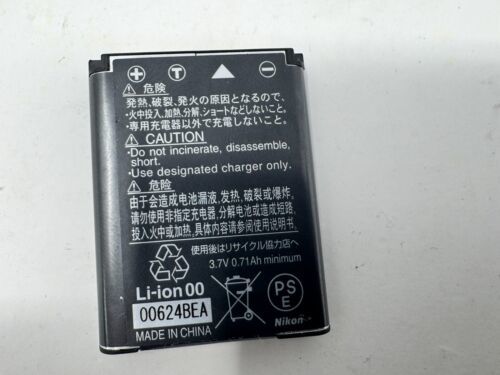 + T -
⚠危険
発熱、破裂、発火の原因となるので、
・火中投入、加熱、分解、ショートなどしないこと。
・専用充電器以外で充電しないこと。
⚠CAUTION
•Do not incinerate, disassemble,
short.
•Use designated charger only.
⚠危险
由于会造成电池漏液,发热,破裂或爆炸,
请勿使用非指定充电器,分解电池或造成短路,
投入火中或加热,具体内容请参阅使用说明书。
使用後はリサイクル協力店へ
3.7V 0.71Ah minimum
Li-ion 00
00624BEA
MADE IN CHINA
PS
E
Nikon